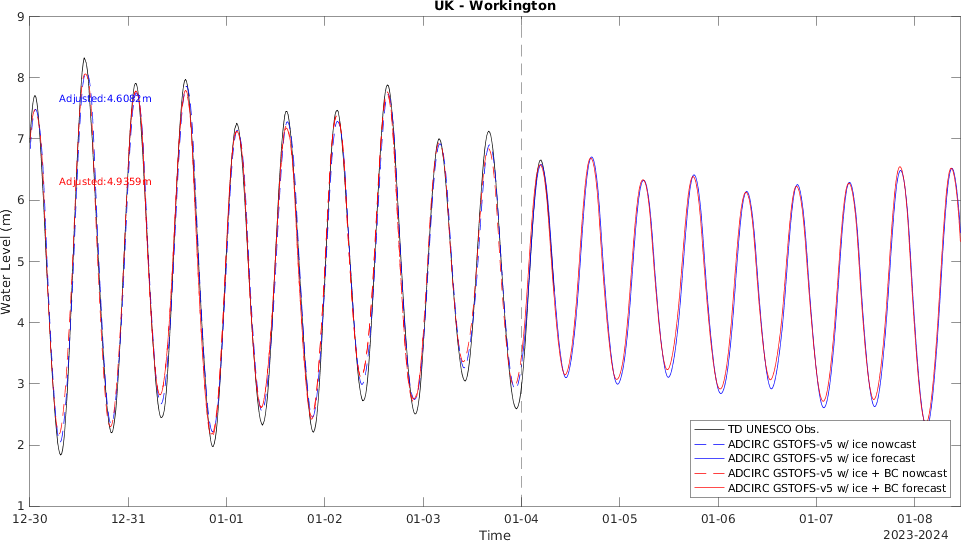 UK - Workington
9
8
7
6
5
4
3
2
1
Water Level (m)
Adjusted:4.6082m
Adjusted:4.9359m
TD UNESCO Obs.
ADCIRC GSTOFS-v5 w/ ice nowcast
ADCIRC GSTOFS-v5 w/ ice forecast
ADCIRC GSTOFS-v5 w/ ice + BC nowcast
ADCIRC GSTOFS-v5 w/ ice + BC forecast
12-30 12-31 01-01 01-02 01-03 01-04 01-05 01-06 01-07 01-08
Time
2023-2024